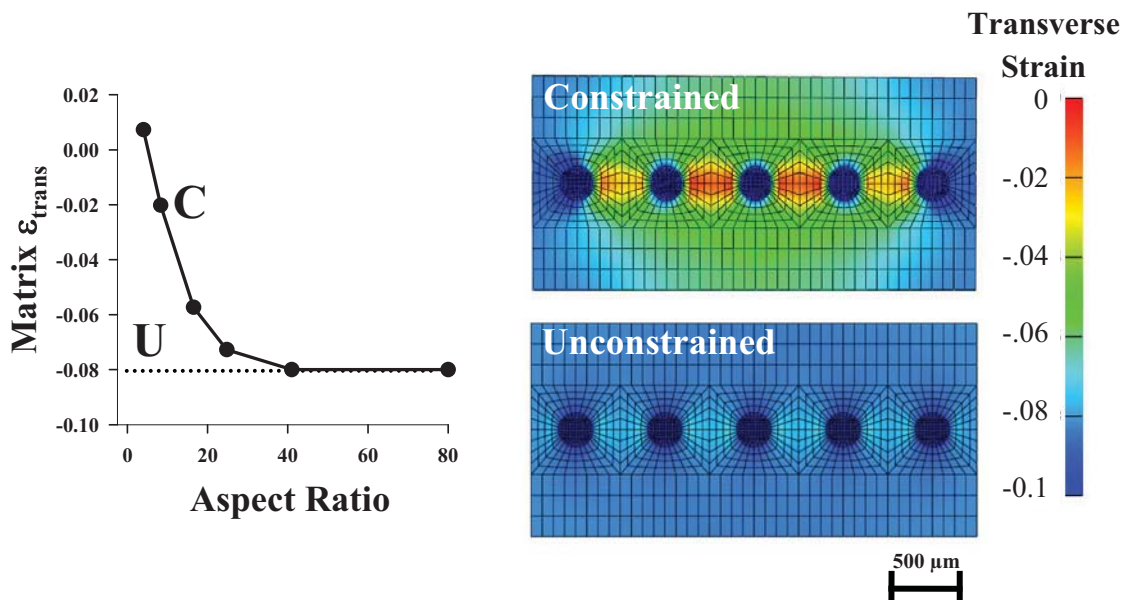 Transverse
Strain
0.02
0.00
-0.02
-0.04
-0.06
-0.08
-0.10
Matrix ε_trans
C
U
0
20
40
60
80
Aspect Ratio
Constrained
Unconstrained
0
-.02
-.04
-.06
-.08
-0.1
500 µm